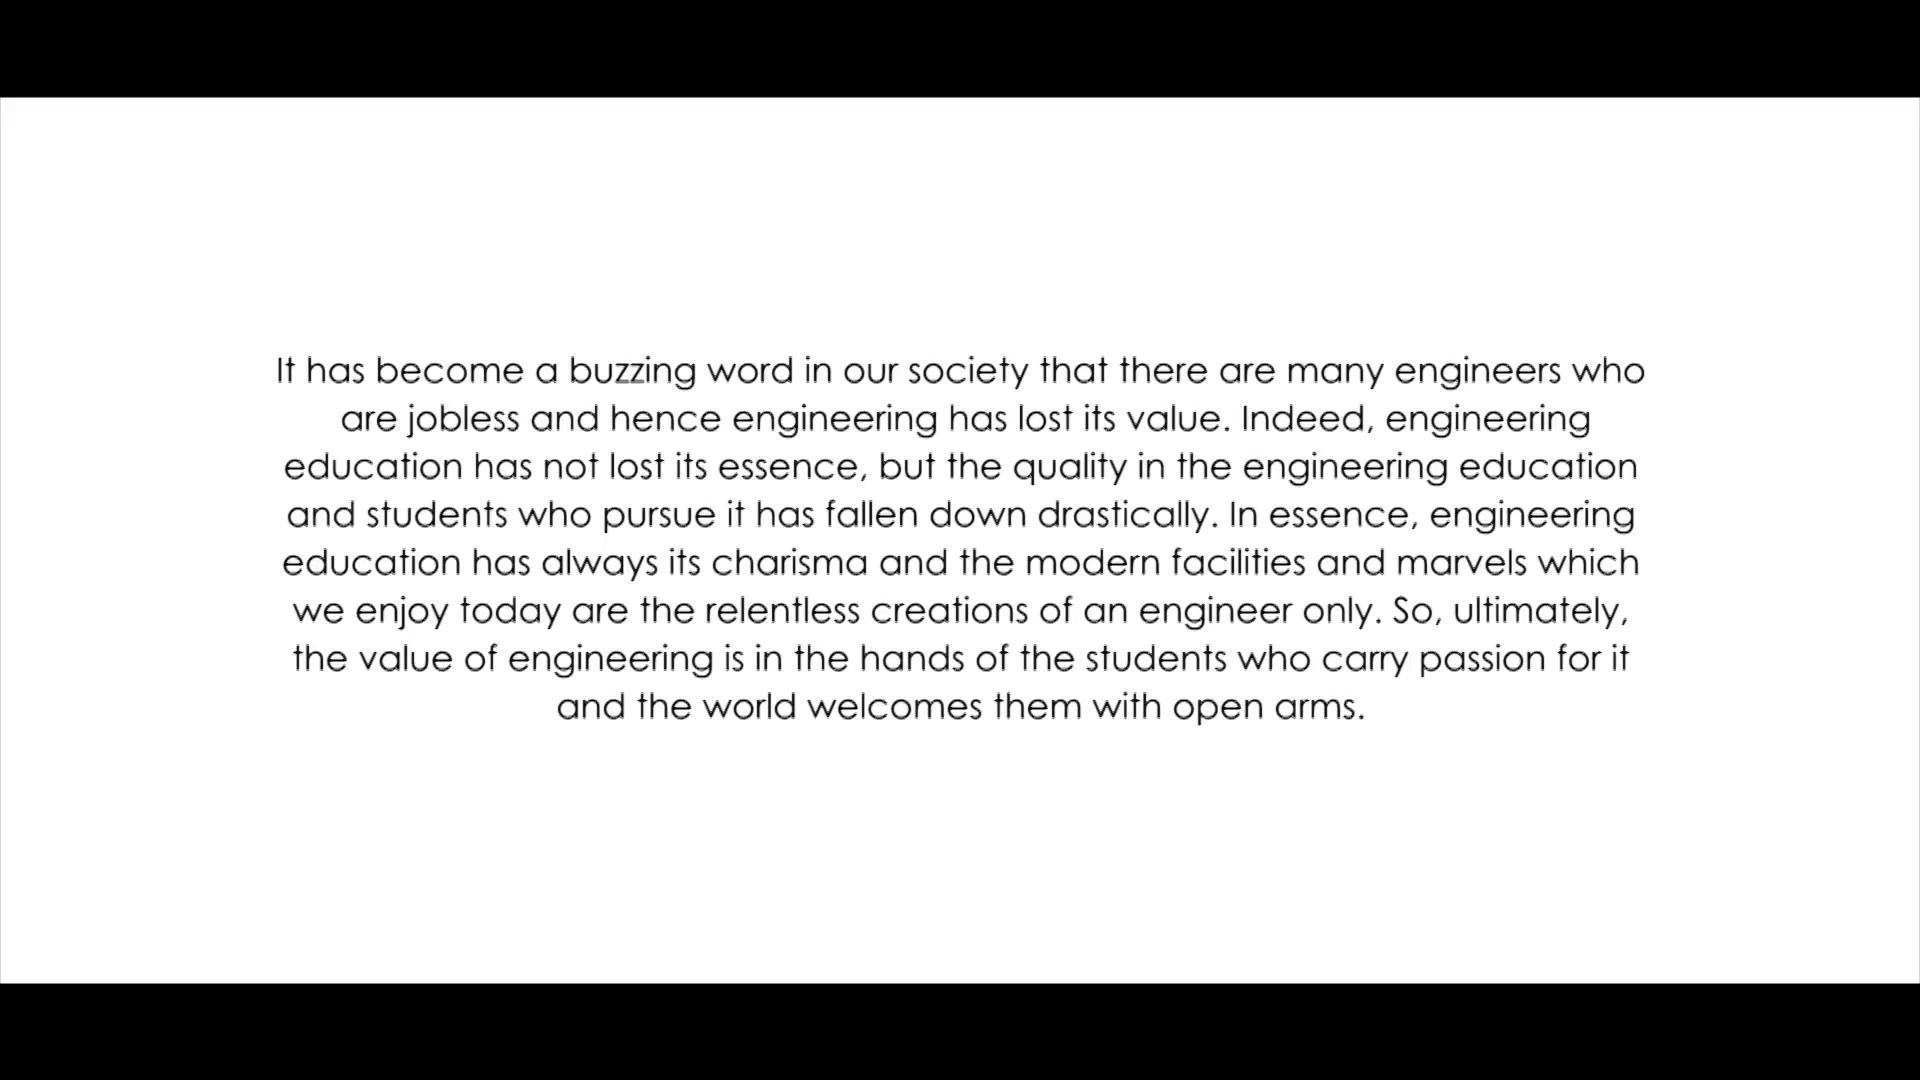 It has become a buzzing word in our society that there are many engineers who
are jobless and hence engineering has lost its value. Indeed, engineering
education has not lost its essence, but the quality in the engineering education
and students who pursue it has fallen down drastically. In essence, engineering
education has always its charisma and the modern facilities and marvels which
we enjoy today are the relentless creations of an engineer only. So, ultimately,
the value of engineering is in the hands of the students who carry passion for it
and the world welcomes them with open arms.